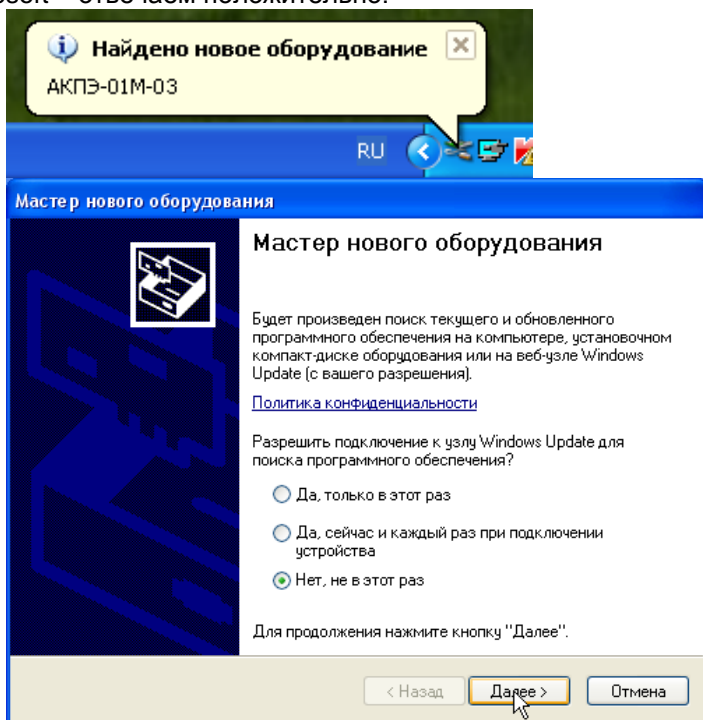 отвечаем положительно.
Найдено новое оборудование
АКПЭ-01М-03
RU
Мастер нового оборудования
Мастер нового оборудования
Будет произведен поиск текущего и обновленного
программного обеспечения на компьютере, установочном
компакт-диске оборудования или на веб-узле Windows
Update (с вашего разрешения).
Политика конфиденциальности
Разрешить подключение к узлу Windows Update для
поиска программного обеспечения?
Да, только в этот раз
Да, сейчас и каждый раз при подключении
устройства
Нет, не в этот раз
Для продолжения нажмите кнопку "Далее".
< Назад
Далее >
Отмена